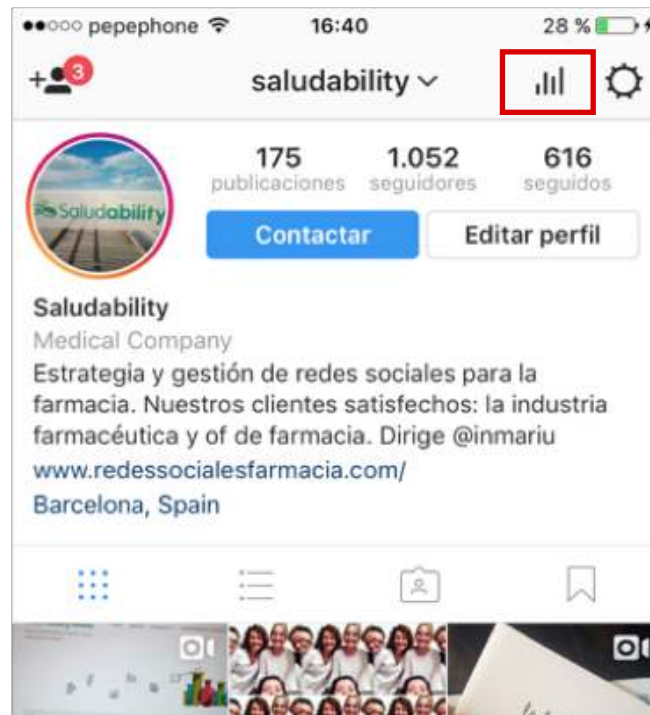 pepephone 16:40 28 %
3
saludability
175 1.052 616
publicaciones seguidores seguidos
Saludability
Contactar Editar perfil
Saludability
Medical Company
Estrategia y gestión de redes sociales para la
farmacia. Nuestros clientes satisfechos: la industria
farmacéutica y of de farmacia. Dirige @inmariu
www.redessocialesfarmacia.com/
Barcelona, Spain